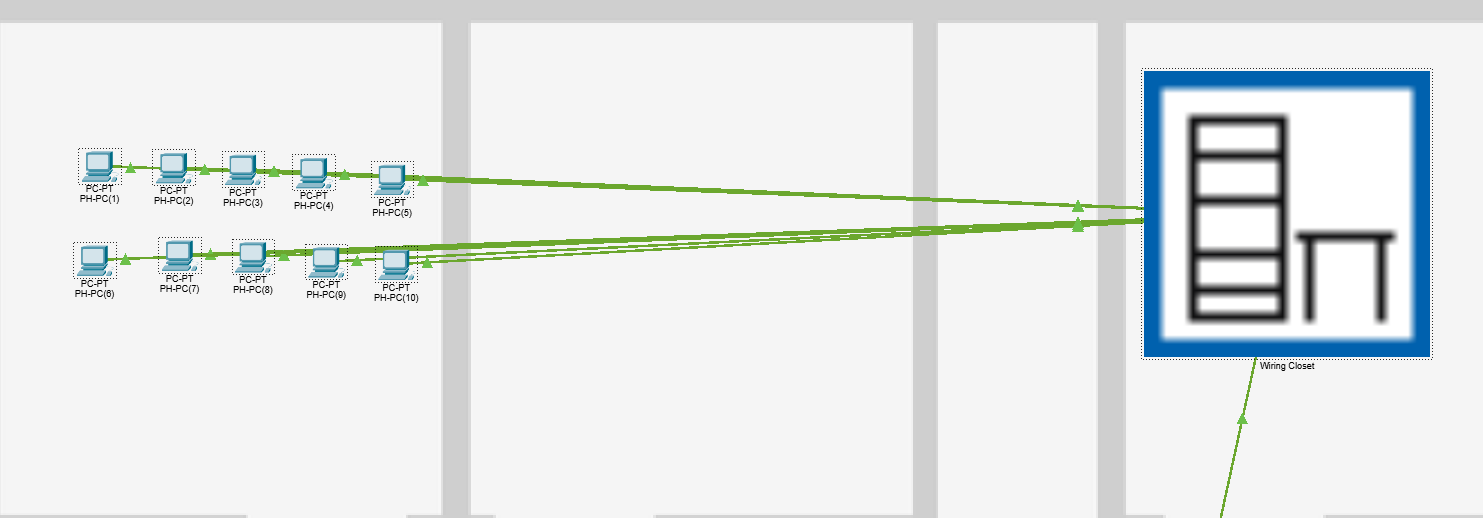 PC-PT
PH-PC(1)
PC-PT
PH-PC(2)
PC-PT
PH-PC(3)
PC-PT
PH-PC(4)
PC-PT
PH-PC(5)
PC-PT
PH-PC(6)
PC-PT
PH-PC(7)
PC-PT
PH-PC(8)
PC-PT
PH-PC(9)
PC-PT
PH-PC(10)
Wiring Closet